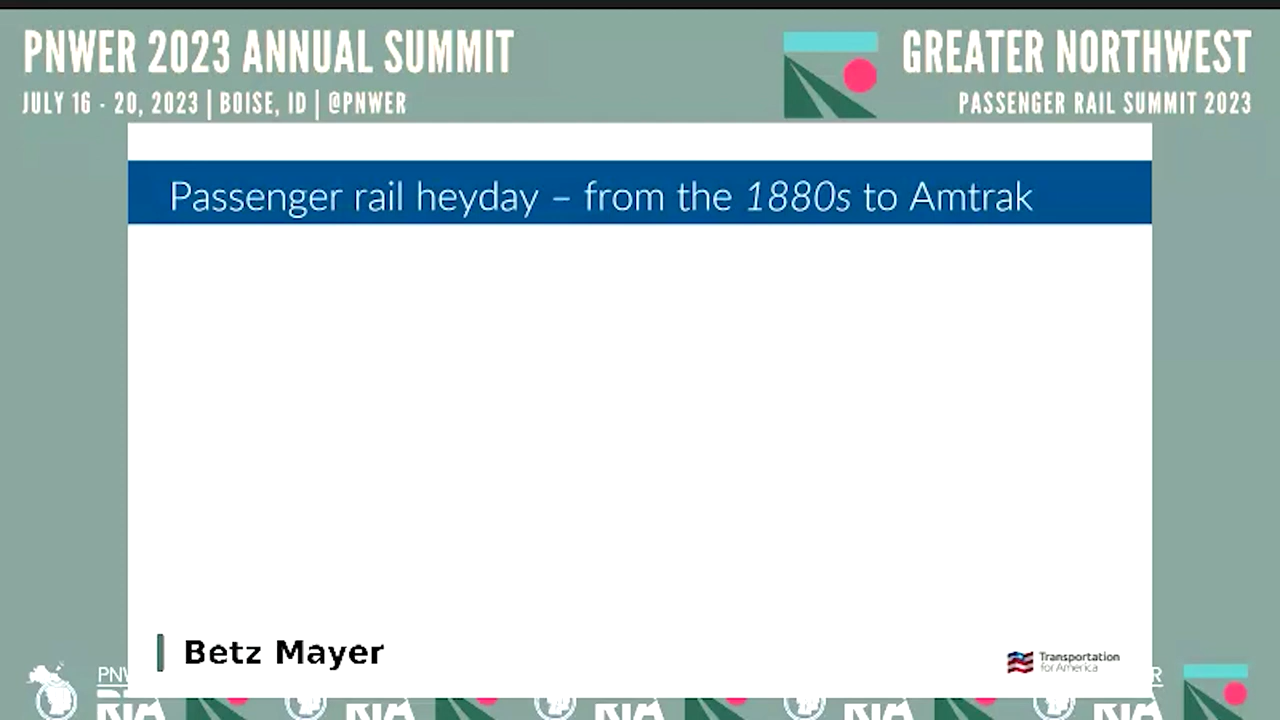 PNWER 2023 ANNUAL SUMMIT
JULY 16 - 20, 2023 | BOISE, ID | @PNWER
GREATER NORTHWEST
PASSENGER RAIL SUMMIT 2023
Passenger rail heyday – from the 1880s to Amtrak
Betz Mayer
Transportation
for America